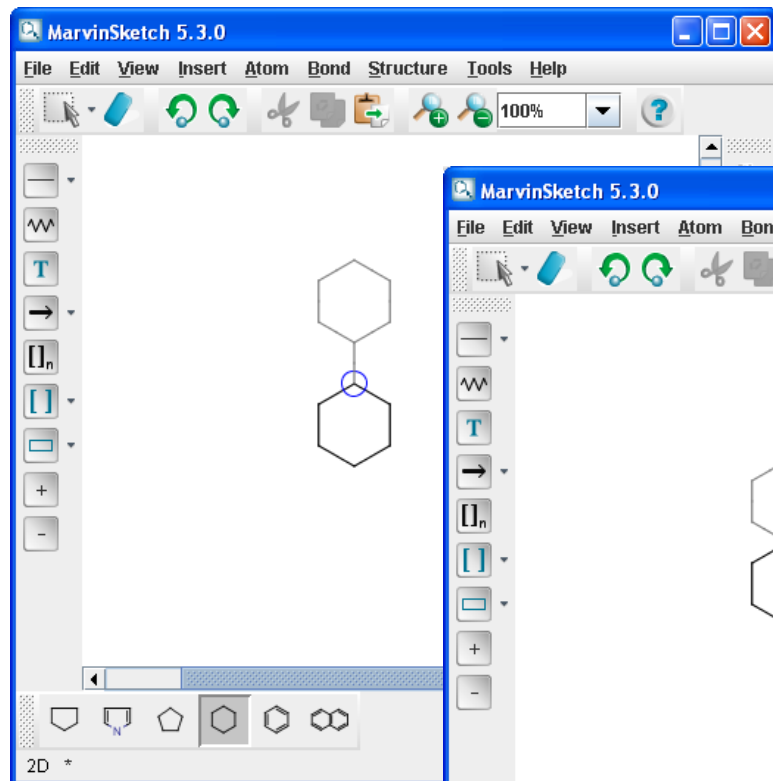 MarvinSketch 5.3.0
File Edit View Insert Atom Bond Structure Tools Help
100%
?
T
[]n
[ ]
+
-
N
2D *
MarvinSketch 5.3.0
File Edit View Insert Atom Bon
T
[]n
[ ]
+
-